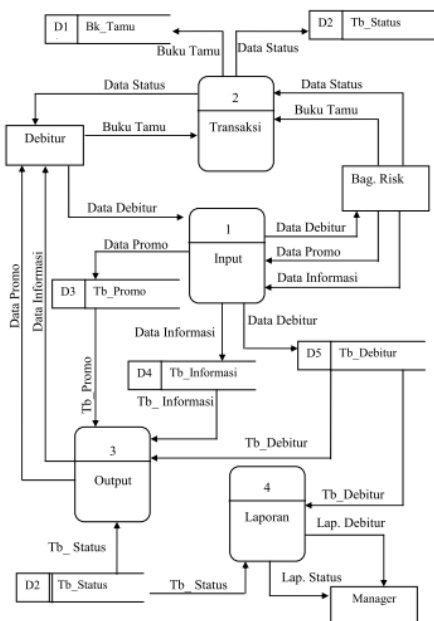 D1 Bk_Tamu
D2 Tb_Status
Buku Tamu
Data Status
Data Status
2
Data Status
Buku Tamu
Debitur
Buku Tamu
Transaksi
Bag. Risk
Data Debitur
1
Data Debitur
Data Promo
Input
Data Promo
Data Informasi
D3 Tb_Promo
Data Promo
Data Informasi
Data Informasi
Data Debitur
D4 Tb_Informasi
D5 Tb_Debitur
Tb_Promo
Tb_ Informasi
3
Tb_Debitur
Output
4
Tb_Debitur
Laporan
Lap. Debitur
Tb_ Status
D2 Tb_Status
Tb_ Status
Lap. Status
Manager